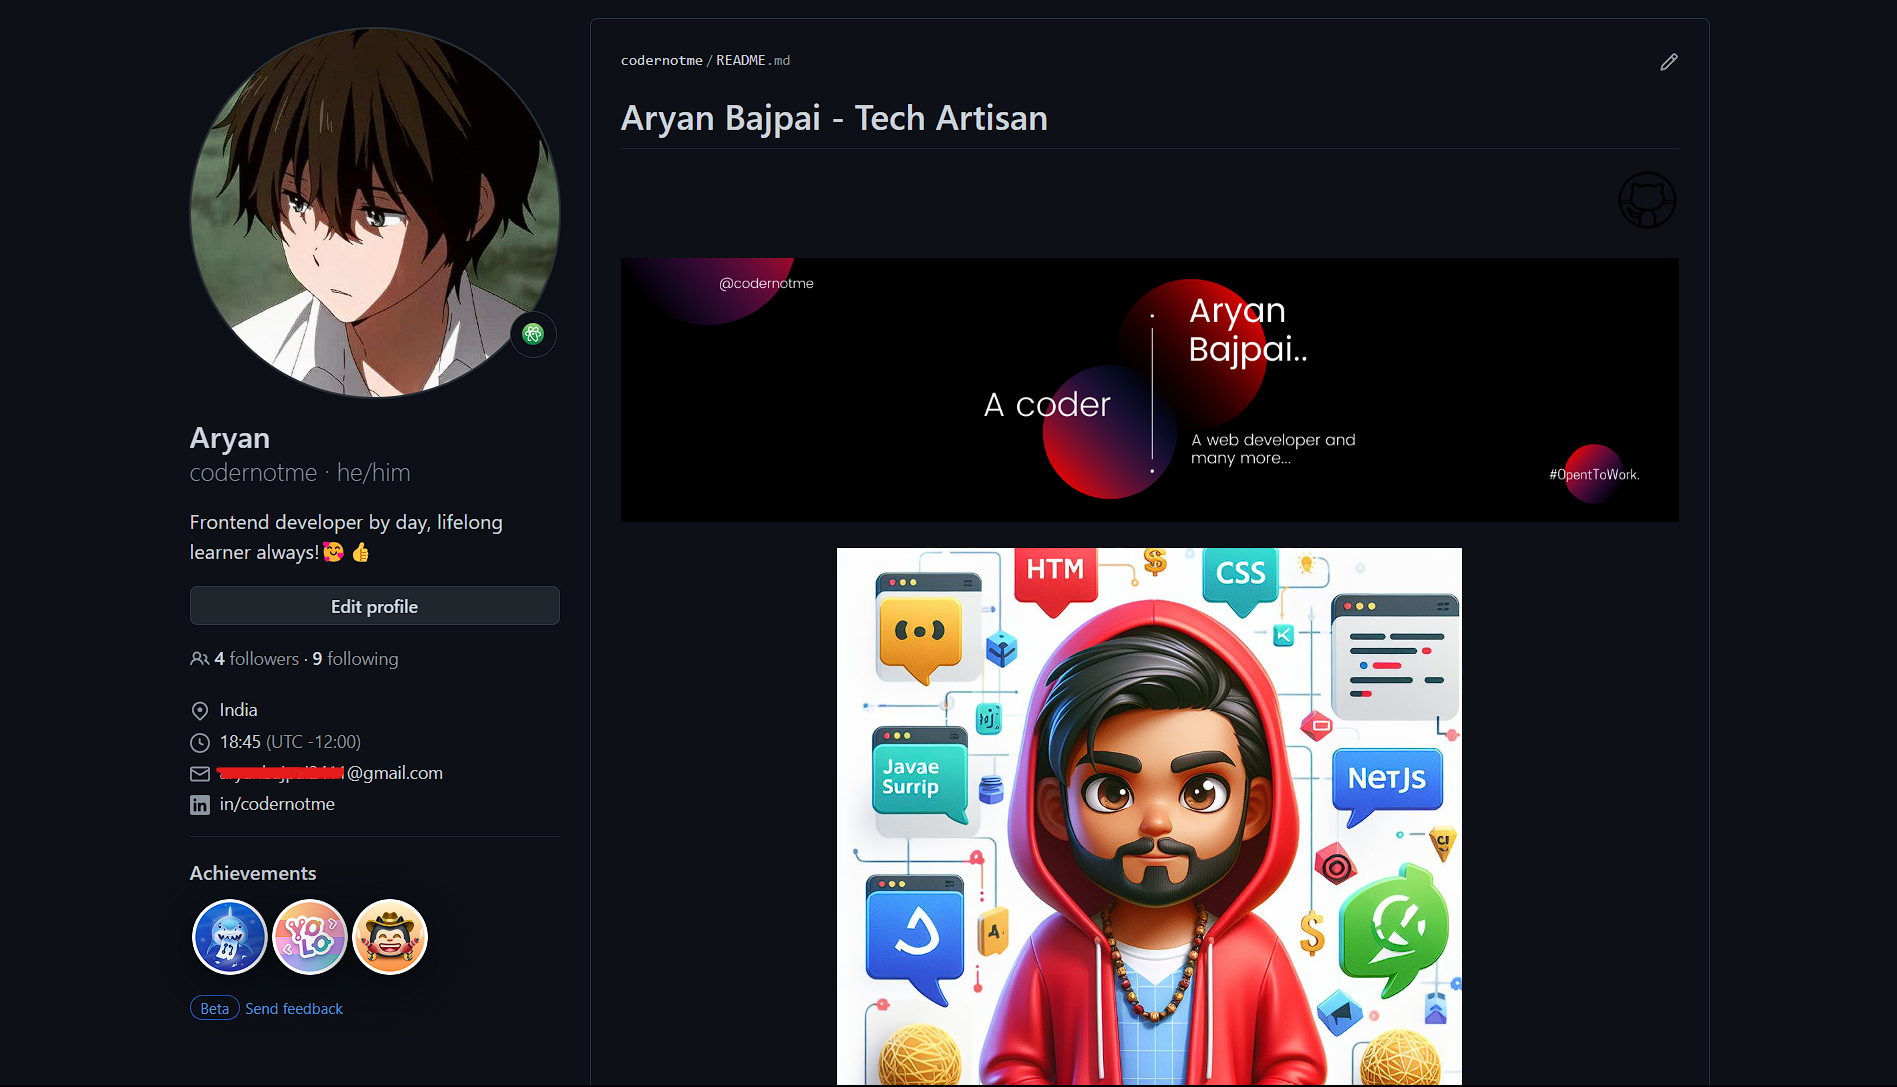 Aryan
codernotme · he/him
Frontend developer by day, lifelong
learner always!🥰 👍
Edit profile
4 followers · 9 following
India
18:45 (UTC -12:00)
@gmail.com
in/codernotme
Achievements
YOLO
Beta Send feedback
codernotme / README.md
Aryan Bajpai - Tech Artisan
@codernotme
Aryan
Bajpai..
A coder
A web developer and
many more...
#OpentToWork.
HTM
CSS
Javae
Surrip
NETJS
A